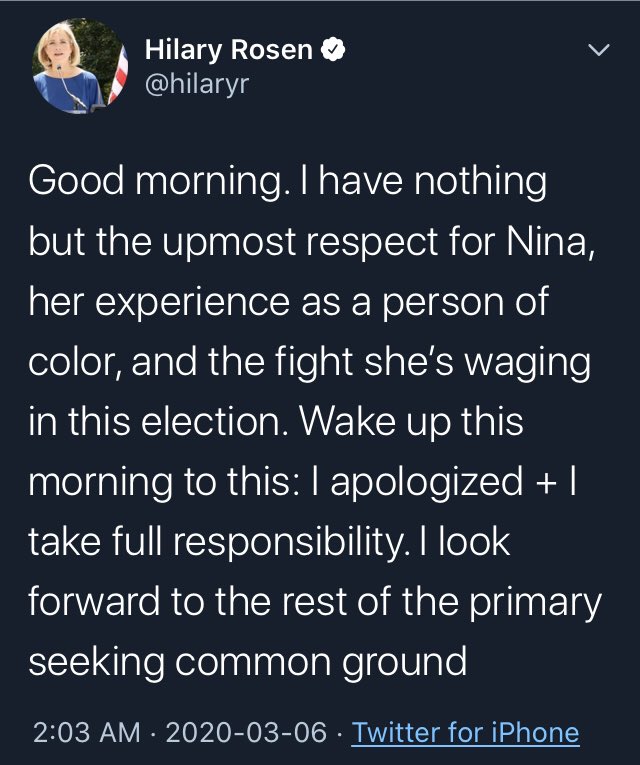 Hilary Rosen
@hilaryr
Good morning. I have nothing
but the upmost respect for Nina,
her experience as a person of
color, and the fight she's waging
in this election. Wake up this
morning to this: I apologized + I
take full responsibility. I look
forward to the rest of the primary
seeking common ground
2:03 AM · 2020-03-06 · Twitter for iPhone